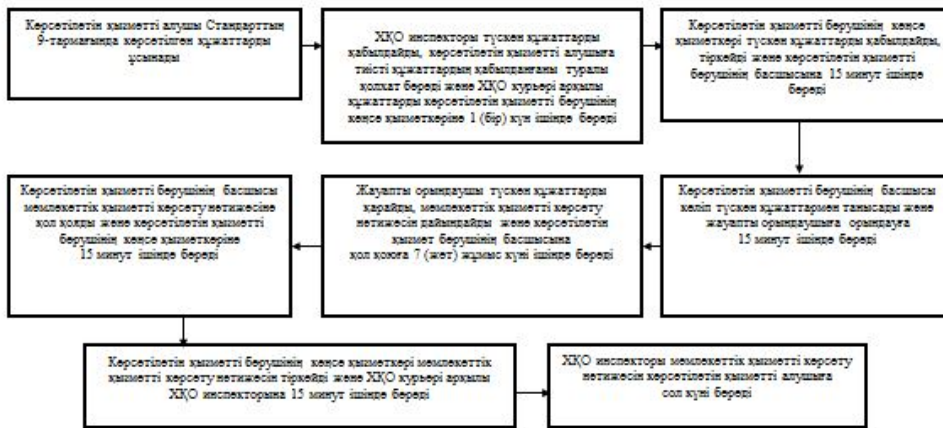 Көрсетілетін қызметті алушы Стандарттың
9-тармағында көрсетілген құжаттарды
ұсынады
ХҚО инспекторы түскен құжаттарды
қабылдайды, көрсетілетін қызметті алушыға
тиісті құжаттардың қабылданғаны туралы
қолхат береді және ХҚО курьері арқылы
құжаттарды көрсетілетін қызметті берушінің
кеңсе қызметкеріне 1 (бір) күн ішінде береді
Көрсетілетін қызметті берушінің кеңсе
қызметкері түскен құжаттарды қабылдайды,
тіркейді және көрсетілетін қызметті
берушінің басшысына 15 минут ішінде
береді
Көрсетілетін қызметті берушінің басшысы
келіп түскен құжаттармен танысады және
жауапты орындаушыға орындауға
15 минут ішінде береді
Жауапты орындаушы түскен құжаттарды
қарайды, мемлекеттік қызметті көрсету
нәтижесін дайындайды және көрсетілетін
қызмет берушінің басшысына
қол қоюға 7 (жет) жұмыс күні ішінде береді
Көрсетілетін қызметті берушінің басшысы
мемлекеттік қызметті көрсету нәтижесіне
қол қояды және көрсетілетін қызметті
берушінің кеңсе қызметкеріне
15 минут ішінде береді
Көрсетілетін қызметті берушінің кеңсе қызметкері мемлекеттік
қызметті көрсету нәтижесін тіркейді және ХҚО курьері арқылы
ХҚО инспекторына 15 минут ішінде береді
ХҚО инспекторы мемлекеттік қызметті көрсету
нәтижесін көрсетілетін қызметті алушыға
сол күні береді